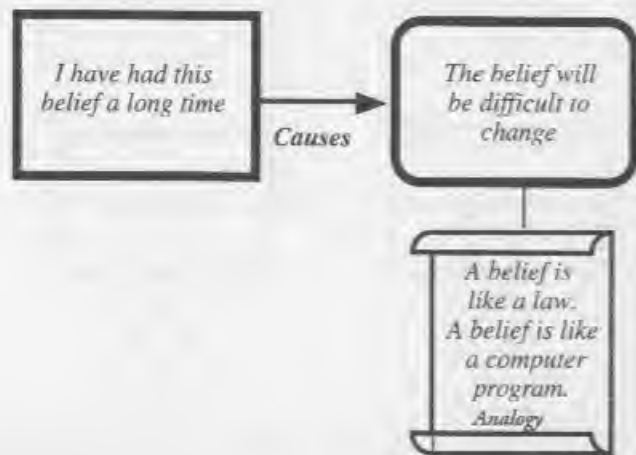 I have had this
belief a long time
Causes
The belief will
be difficult to
change
A belief is
like a law.
A belief is like
a computer
program.
Analogy